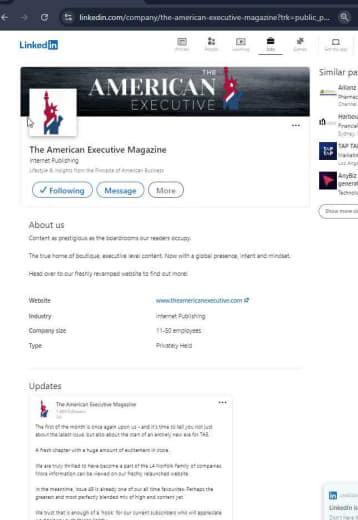 linkedin.com/company/the-american-executive-magazine?trk=public_p...
LinkedIn
Articles
People
Learning
Jobs
Games
Get the app
THE
AMERICAN
EXECUTIVE
The American Executive Magazine
Internet Publishing
Lifestyle & Insights from the Pinnacle of American Business
Following
Message
More
Similar pa
Allianz
Pharmac
Harbou
Financial
Sydney,
TAP TA
Marketin
Los Ange
AnyBiz
generat
Technolo
Show more si
About us
Content as prestigious as the boardrooms our readers occupy.
The true home of boutique, executive level content. Now with a global presence, intent and mindset.
Head over to our freshly revamped website to find out more!
Website
www.theamericanexecutive.com
Industry
Internet Publishing
Company size
11-50 employees
Type
Privately Held
Updates
The American Executive Magazine
The first of the month is once again upon us - and it's time to tell you not just
about the latest issue, but also about the start of an entirely new era for TAE.
A fresh chapter with a huge amount of excitement in store.
We are truly thrilled to have become a part of the L4 Norfolk family of companies.
More information can be viewed on our freshly relaunched website.
In the meantime, issue 49 is already one of our all time favourites. Perhaps the
greatest and most perfectly blended mix of high end content yet.
We trust that is enough of a 'hook' for our current subscribers who will appreciate
LinkedIn
LinkedIn is
Don't have